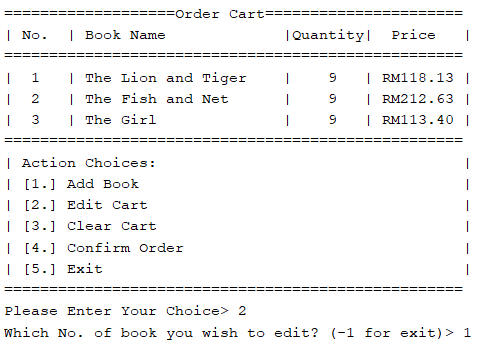 ===================Order Cart======================
| No.  | Book Name             |Quantity|  Price   |
===================================================
|  1   | The Lion and Tiger    |    9   | RM118.13 |
|  2   | The Fish and Net      |    9   | RM212.63 |
|  3   | The Girl              |    9   | RM113.40 |
===================================================
| Action Choices:                                  |
| [1.] Add Book                                    |
| [2.] Edit Cart                                   |
| [3.] Clear Cart                                  |
| [4.] Confirm Order                               |
| [5.] Exit                                        |
===================================================
Please Enter Your Choice> 2
Which No. of book you wish to edit? (-1 for exit)> 1